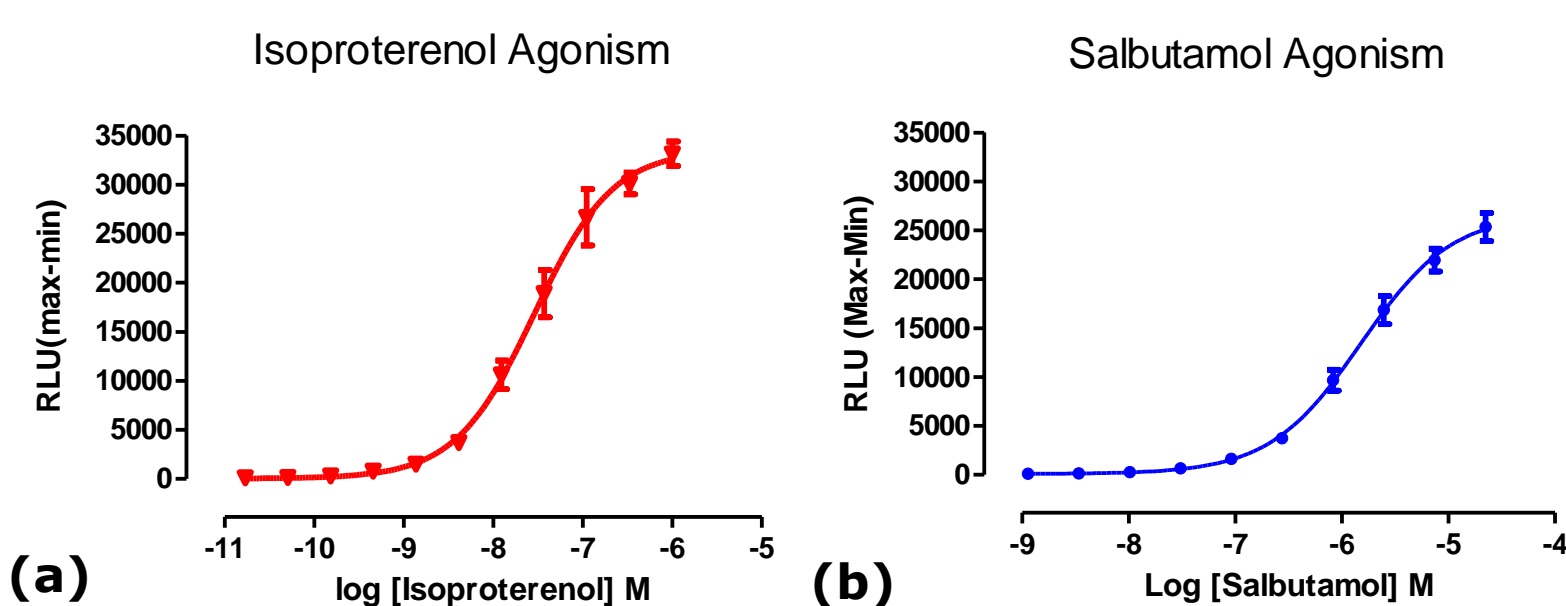 Isoproterenol Agonism
35000
30000
25000
20000
15000
10000
5000
0
RLU(max-min)
-11 -10 -9 -8 -7 -6 -5
log [Isoproterenol] M
(a)
Salbutamol Agonism
35000
30000
25000
20000
15000
10000
5000
0
RLU (Max-Min)
-9 -8 -7 -6 -5 -4
Log [Salbutamol] M
(b)